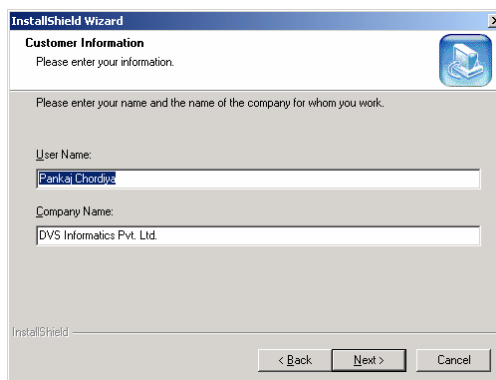 InstallShield Wizard
Customer Information
Please enter your information.
Please enter your name and the name of the company for whom you work.
User Name:
Pankaj Chordiya
Company Name:
DVS Informatics Pvt. Ltd.
InstallShield
< Back Next > Cancel